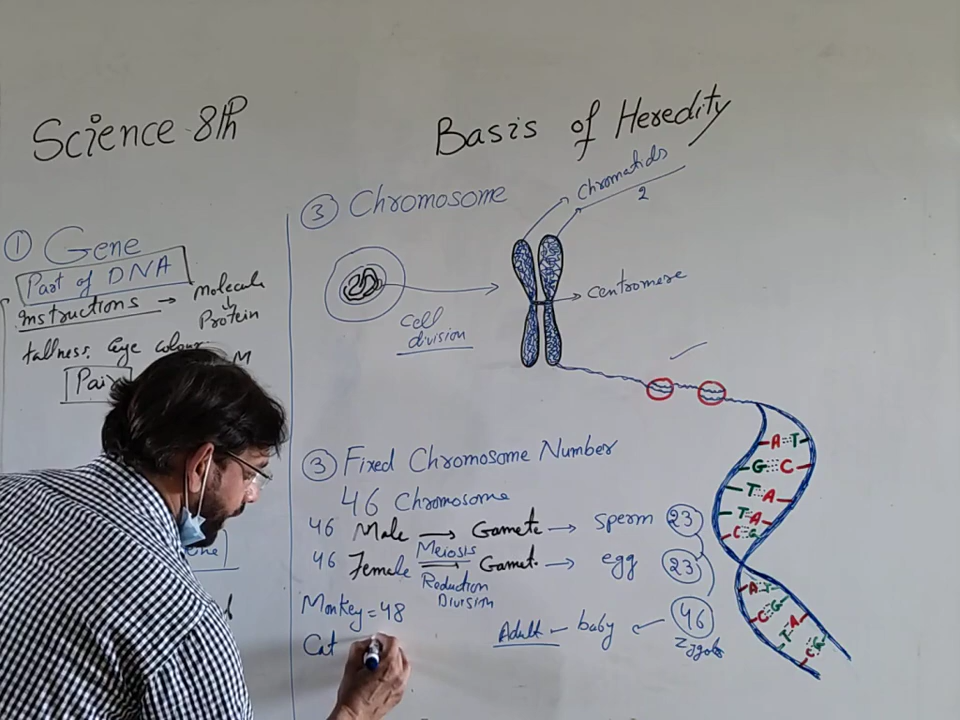 Science 8th
Basis of Heredity
① Gene
Part of DNA
instructions → Molecule
↓
Protein
tallness, eye colour
M
Pair
③ Chromosome
Chromatids
2
Centromere
cell
division
A T
G C
T A
T A
C G
③ Fixed Chromosome Number
46 Chromosome
46 Male → Gamete → sperm 23
Meiosis
46 Female → Gamet. → egg 23
Reduction
Division
Monkey = 48
Adult – baby ← 46
Zygote
Cat
A T
C G
A
T
C G